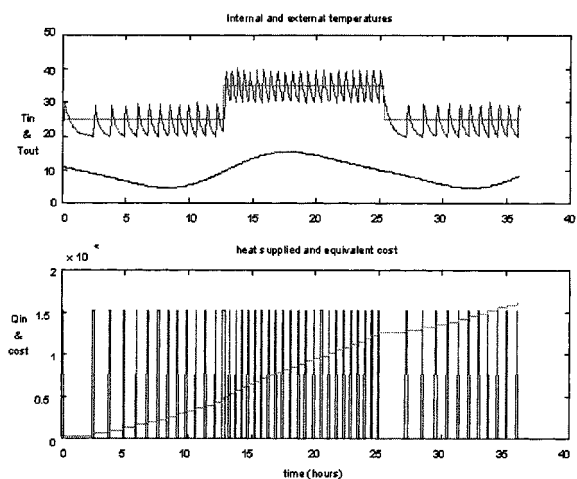 Internal and external temperatures
50
40
30
20
10
0
Tin
&
Tout
0 5 10 15 20 25 30 35 40
heat supplied and equivalent cost
× 10
2
1.5
1
0.5
0
Qin
&
cost
0 5 10 15 20 25 30 35 40
time (hours)